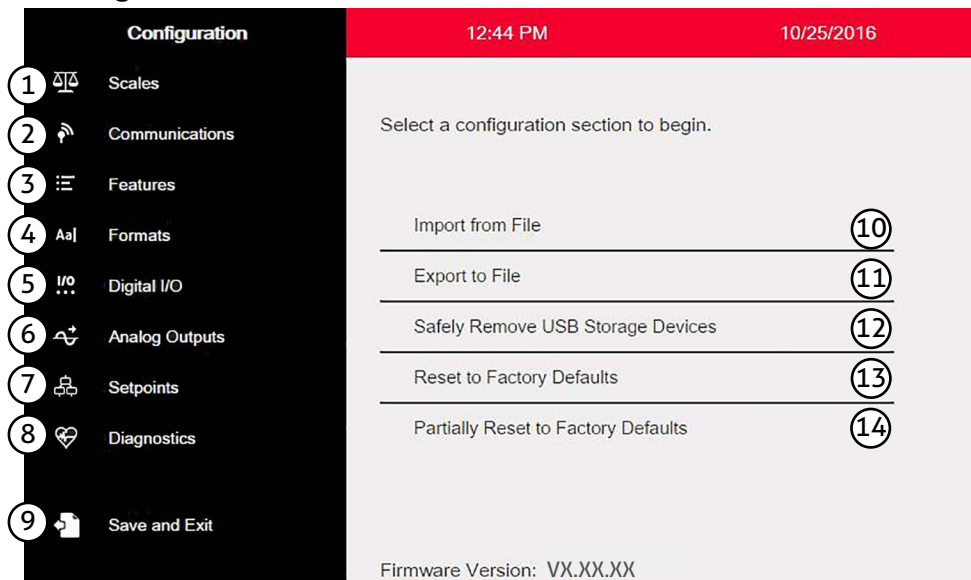 Configuration 12:44 PM 10/25/2016
1 Scales
2 Communications
3 Features
4 Aa| Formats
5 I/O Digital I/O
6 Analog Outputs
7 Setpoints
8 Diagnostics
9 Save and Exit
Select a configuration section to begin.
Import from File 10
Export to File 11
Safely Remove USB Storage Devices 12
Reset to Factory Defaults 13
Partially Reset to Factory Defaults 14
Firmware Version: VX.XX.XX